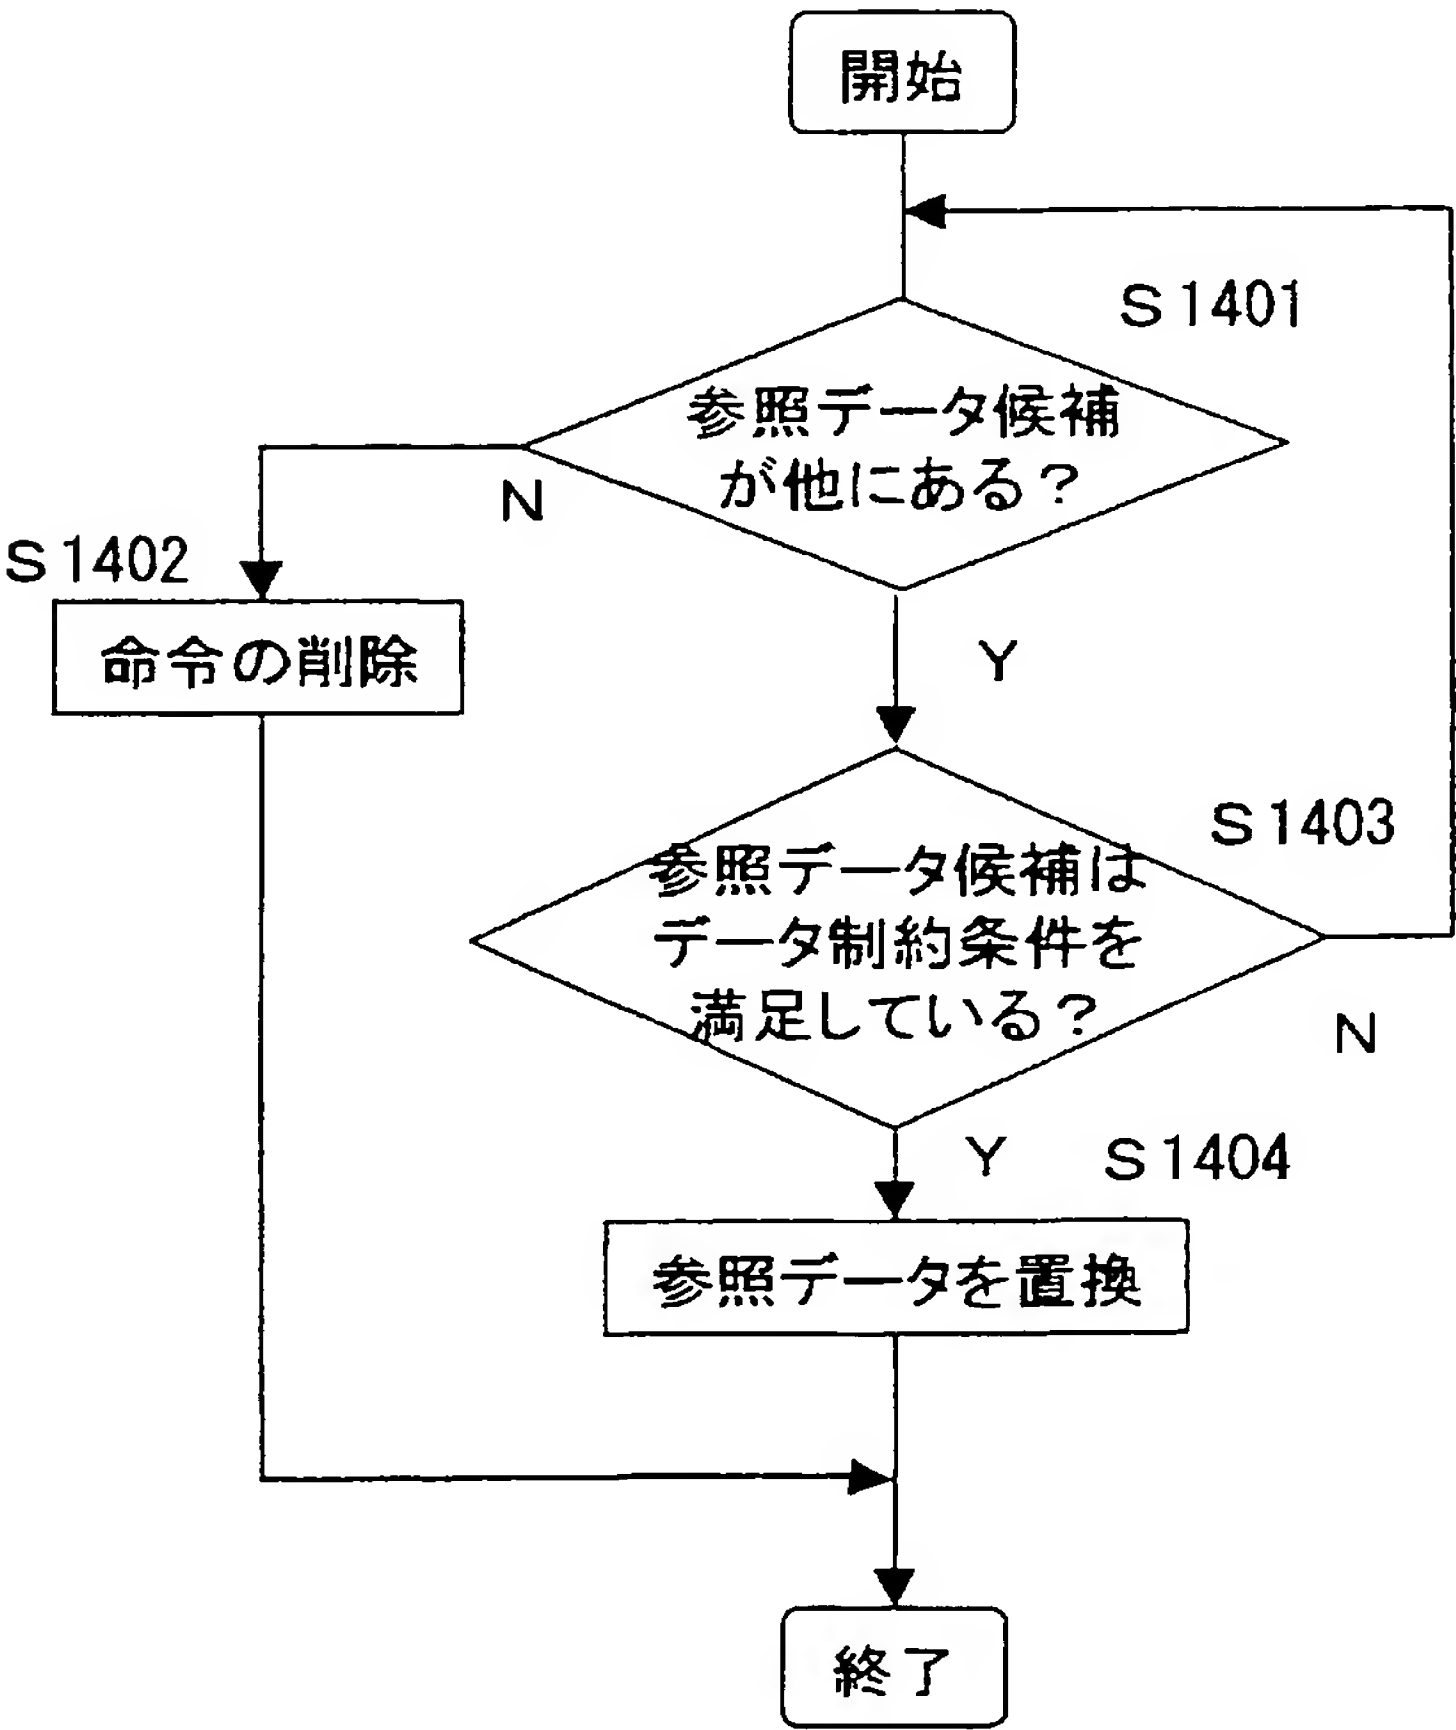 開始
S1401
参照データ候補
が他にある?
N
S1402
命令の削除
Y
S1403
参照データ候補は
データ制約条件を
満足している?
N
Y
S1404
参照データを置換
終了